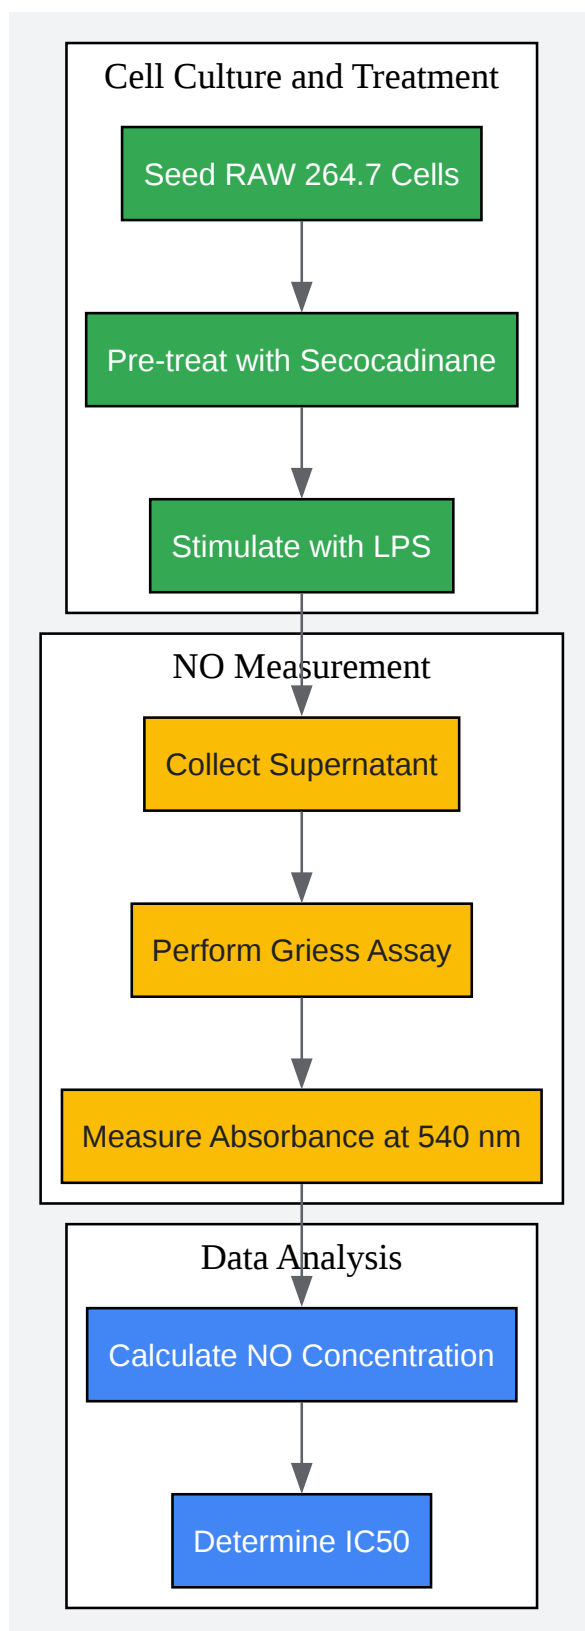 Cell Culture and Treatment
Seed RAW 264.7 Cells
Pre-treat with Secocadinane
Stimulate with LPS
NO Measurement
Collect Supernatant
Perform Griess Assay
Measure Absorbance at 540 nm
Data Analysis
Calculate NO Concentration
Determine IC50